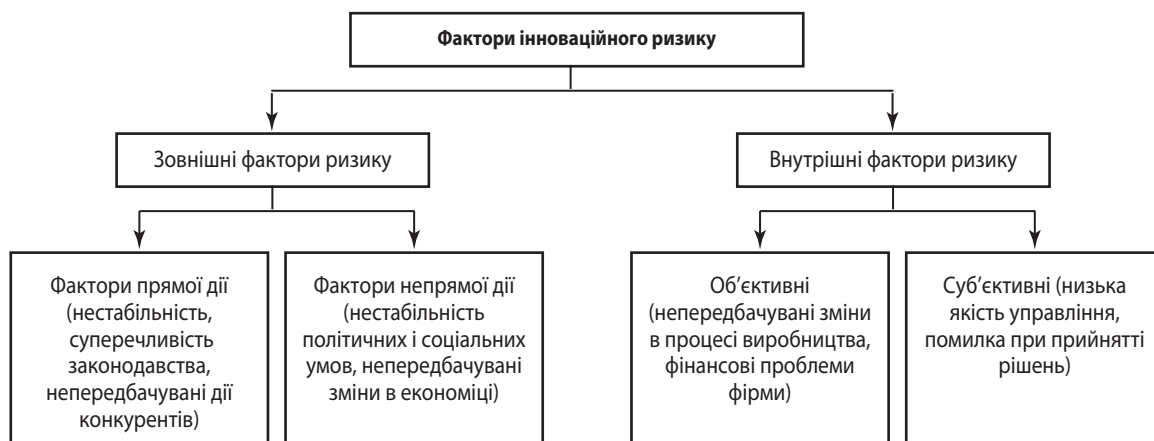 Фактори інноваційного ризику
Зовнішні фактори ризику
Внутрішні фактори ризику
Фактори прямої дії
(нестабільність,
суперечливість
законодавства,
непередбачувані дії
конкурентів)
Фактори непрямої дії
(нестабільність
політичних і соціальних
умов, непередбачувані
зміни в економіці)
Об’єктивні
(непередбачувані зміни
в процесі виробництва,
фінансові проблеми
фірми)
Суб’єктивні (низька
якість управління,
помилка при прийнятті
рішень)